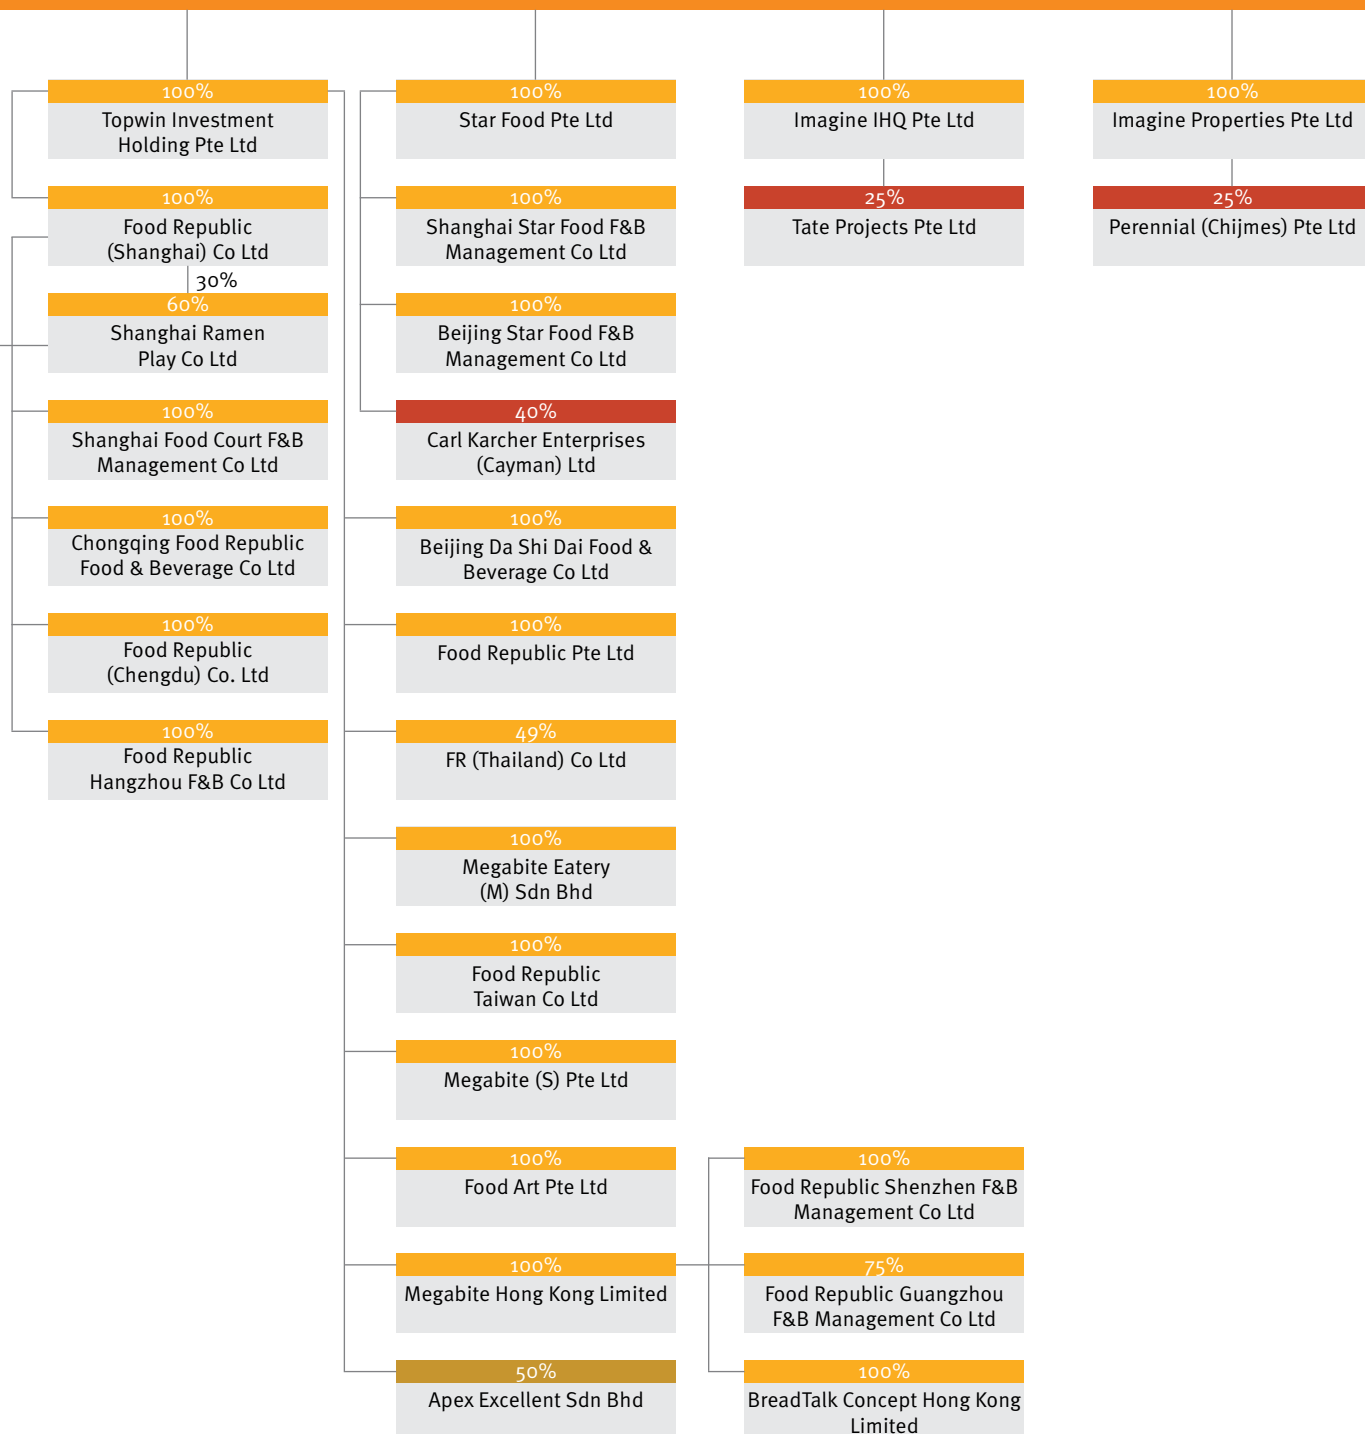 100%
Topwin Investment
Holding Pte Ltd
100%
Food Republic
(Shanghai) Co Ltd
30%
60%
Shanghai Ramen
Play Co Ltd
100%
Shanghai Food Court F&B
Management Co Ltd
100%
Chongqing Food Republic
Food & Beverage Co Ltd
100%
Food Republic
(Chengdu) Co. Ltd
100%
Food Republic
Hangzhou F&B Co Ltd
100%
Star Food Pte Ltd
100%
Shanghai Star Food F&B
Management Co Ltd
100%
Beijing Star Food F&B
Management Co Ltd
40%
Carl Karcher Enterprises
(Cayman) Ltd
100%
Beijing Da Shi Dai Food &
Beverage Co Ltd
100%
Food Republic Pte Ltd
49%
FR (Thailand) Co Ltd
100%
Megabite Eatery
(M) Sdn Bhd
100%
Food Republic
Taiwan Co Ltd
100%
Megabite (S) Pte Ltd
100%
Food Art Pte Ltd
100%
Megabite Hong Kong Limited
50%
Apex Excellent Sdn Bhd
100%
Imagine IHQ Pte Ltd
25%
Tate Projects Pte Ltd
100%
Food Republic Shenzhen F&B
Management Co Ltd
75%
Food Republic Guangzhou
F&B Management Co Ltd
100%
BreadTalk Concept Hong Kong
Limited
100%
Imagine Properties Pte Ltd
25%
Perennial (Chijmes) Pte Ltd